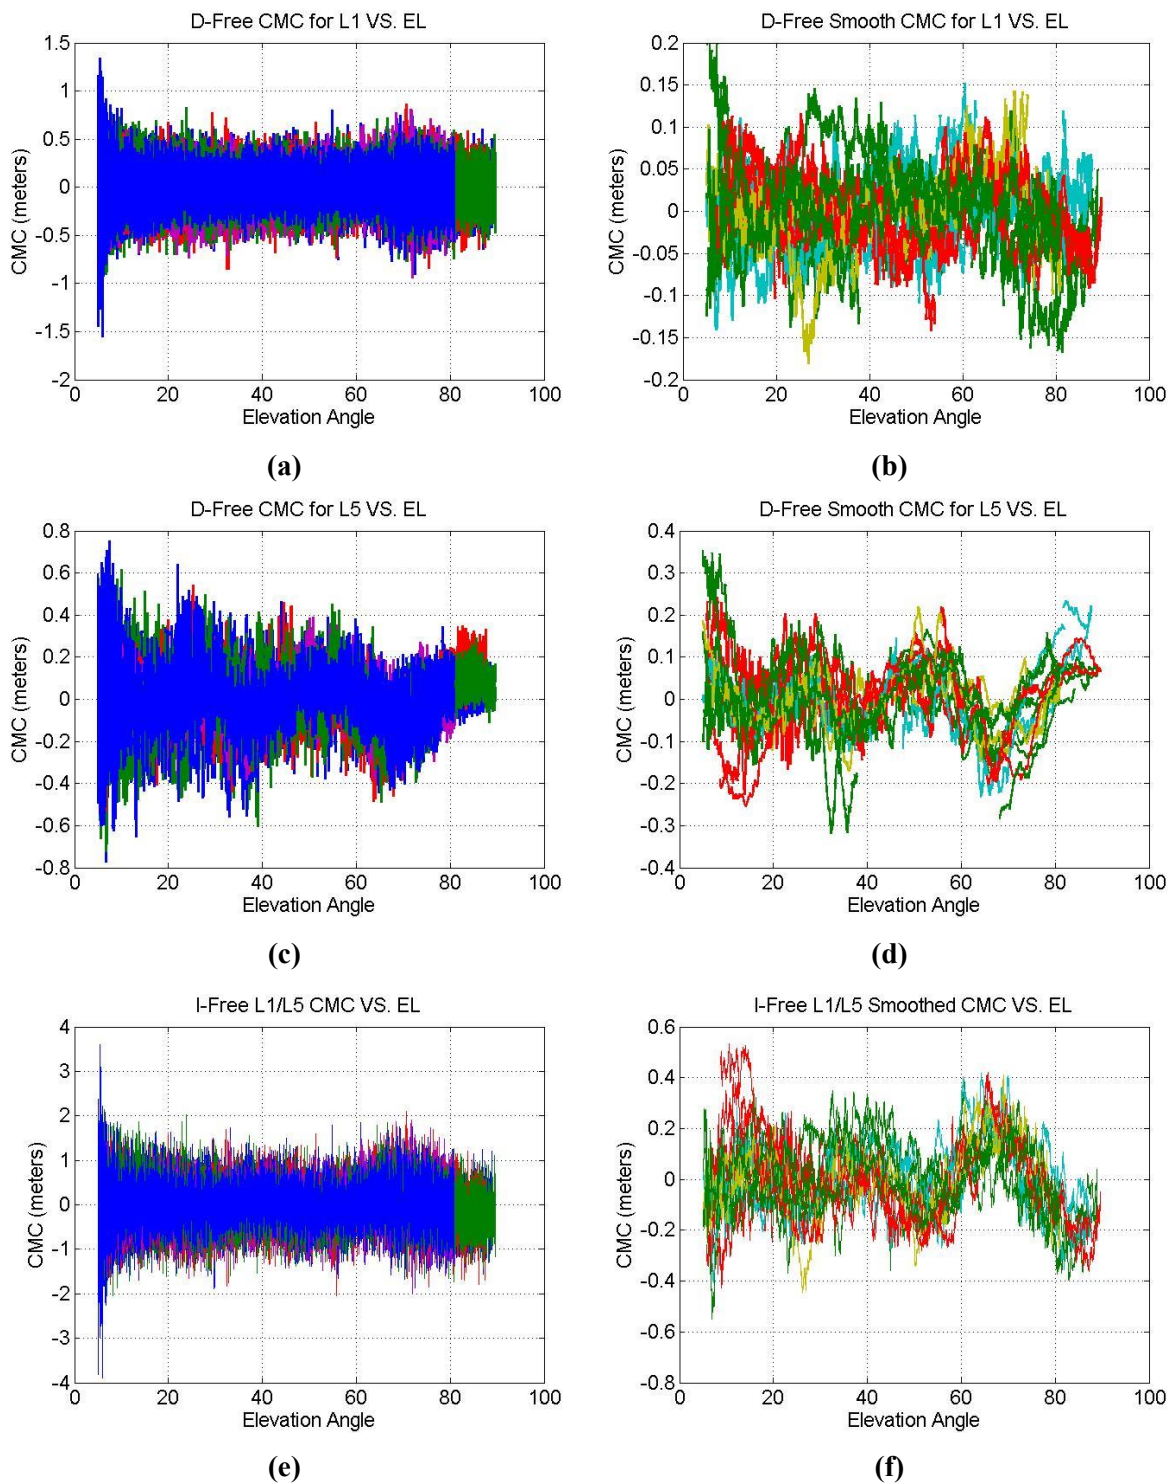 D-Free CMC for L1 VS. EL
CMC (meters)
1.5
1
0.5
0
-0.5
-1
-1.5
-2
0 20 40 60 80 100
Elevation Angle
(a)
D-Free Smooth CMC for L1 VS. EL
CMC (meters)
0.2
0.15
0.1
0.05
0
-0.05
-0.1
-0.15
-0.2
0 20 40 60 80 100
Elevation Angle
(b)
D-Free CMC for L5 VS. EL
CMC (meters)
0.8
0.6
0.4
0.2
0
-0.2
-0.4
-0.6
-0.8
0 20 40 60 80 100
Elevation Angle
(c)
D-Free Smooth CMC for L5 VS. EL
CMC (meters)
0.4
0.3
0.2
0.1
0
-0.1
-0.2
-0.3
-0.4
0 20 40 60 80 100
Elevation Angle
(d)
I-Free L1/L5 CMC VS. EL
CMC (meters)
4
3
2
1
0
-1
-2
-3
-4
0 20 40 60 80 100
Elevation Angle
(e)
I-Free L1/L5 Smoothed CMC VS. EL
CMC (meters)
0.6
0.4
0.2
0
-0.2
-0.4
-0.6
-0.8
0 20 40 60 80 100
Elevation Angle
(f)